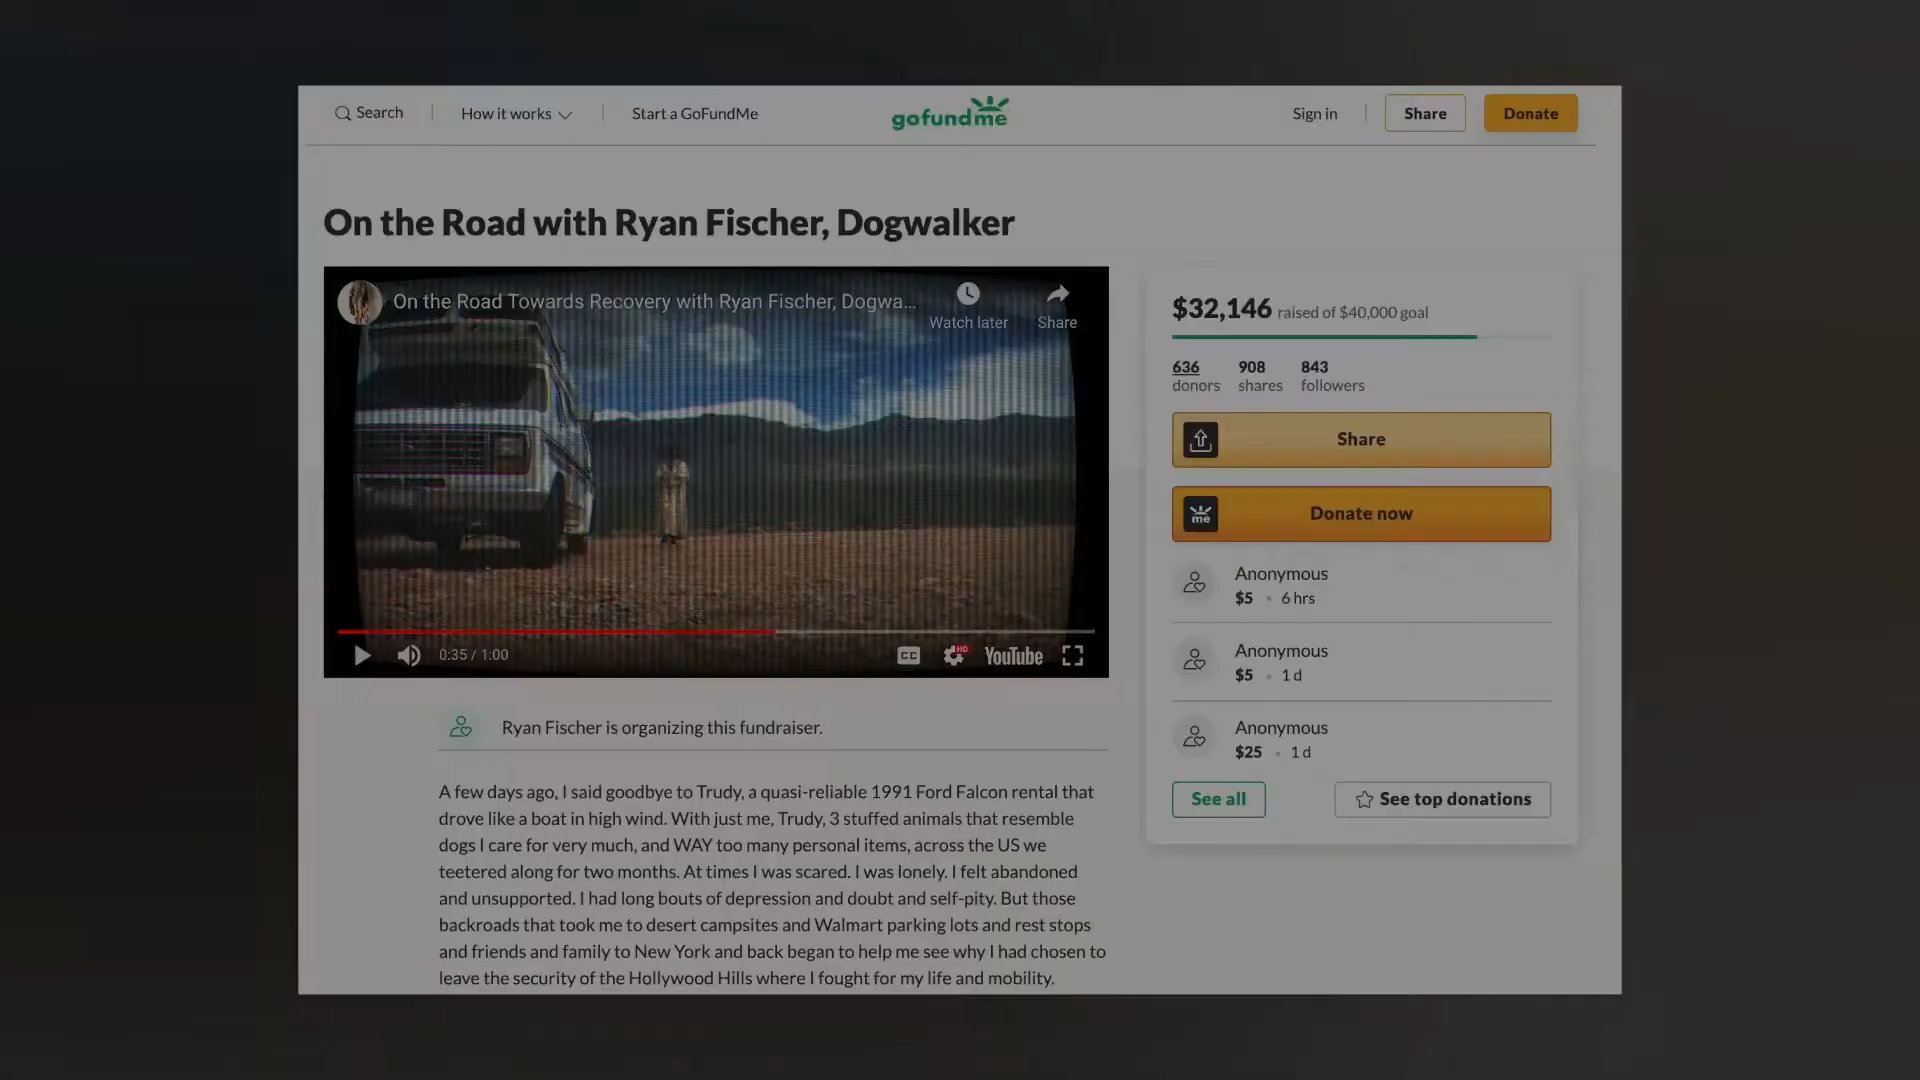 Search
How it works
Start a GoFundMe
gofundme
Sign in
Share
Donate
On the Road with Ryan Fischer, Dogwalker
On the Road Towards Recovery with Ryan Fischer, Dogwa...
Watch later
Share
0:35 / 1:00
CC
HD
YouTube
$32,146 raised of $40,000 goal
636 908 843
donors shares followers
Share
me
Donate now
Anonymous
$5 • 6 hrs
Anonymous
$5 • 1 d
Anonymous
$25 • 1 d
See all
See top donations
Ryan Fischer is organizing this fundraiser.
A few days ago, I said goodbye to Trudy, a quasi-reliable 1991 Ford Falcon rental that
drove like a boat in high wind. With just me, Trudy, 3 stuffed animals that resemble
dogs I care for very much, and WAY too many personal items, across the US we
teetered along for two months. At times I was scared. I was lonely. I felt abandoned
and unsupported. I had long bouts of depression and doubt and self-pity. But those
backroads that took me to desert campsites and Walmart parking lots and rest stops
and friends and family to New York and back began to help me see why I had chosen to
leave the security of the Hollywood Hills where I fought for my life and mobility.